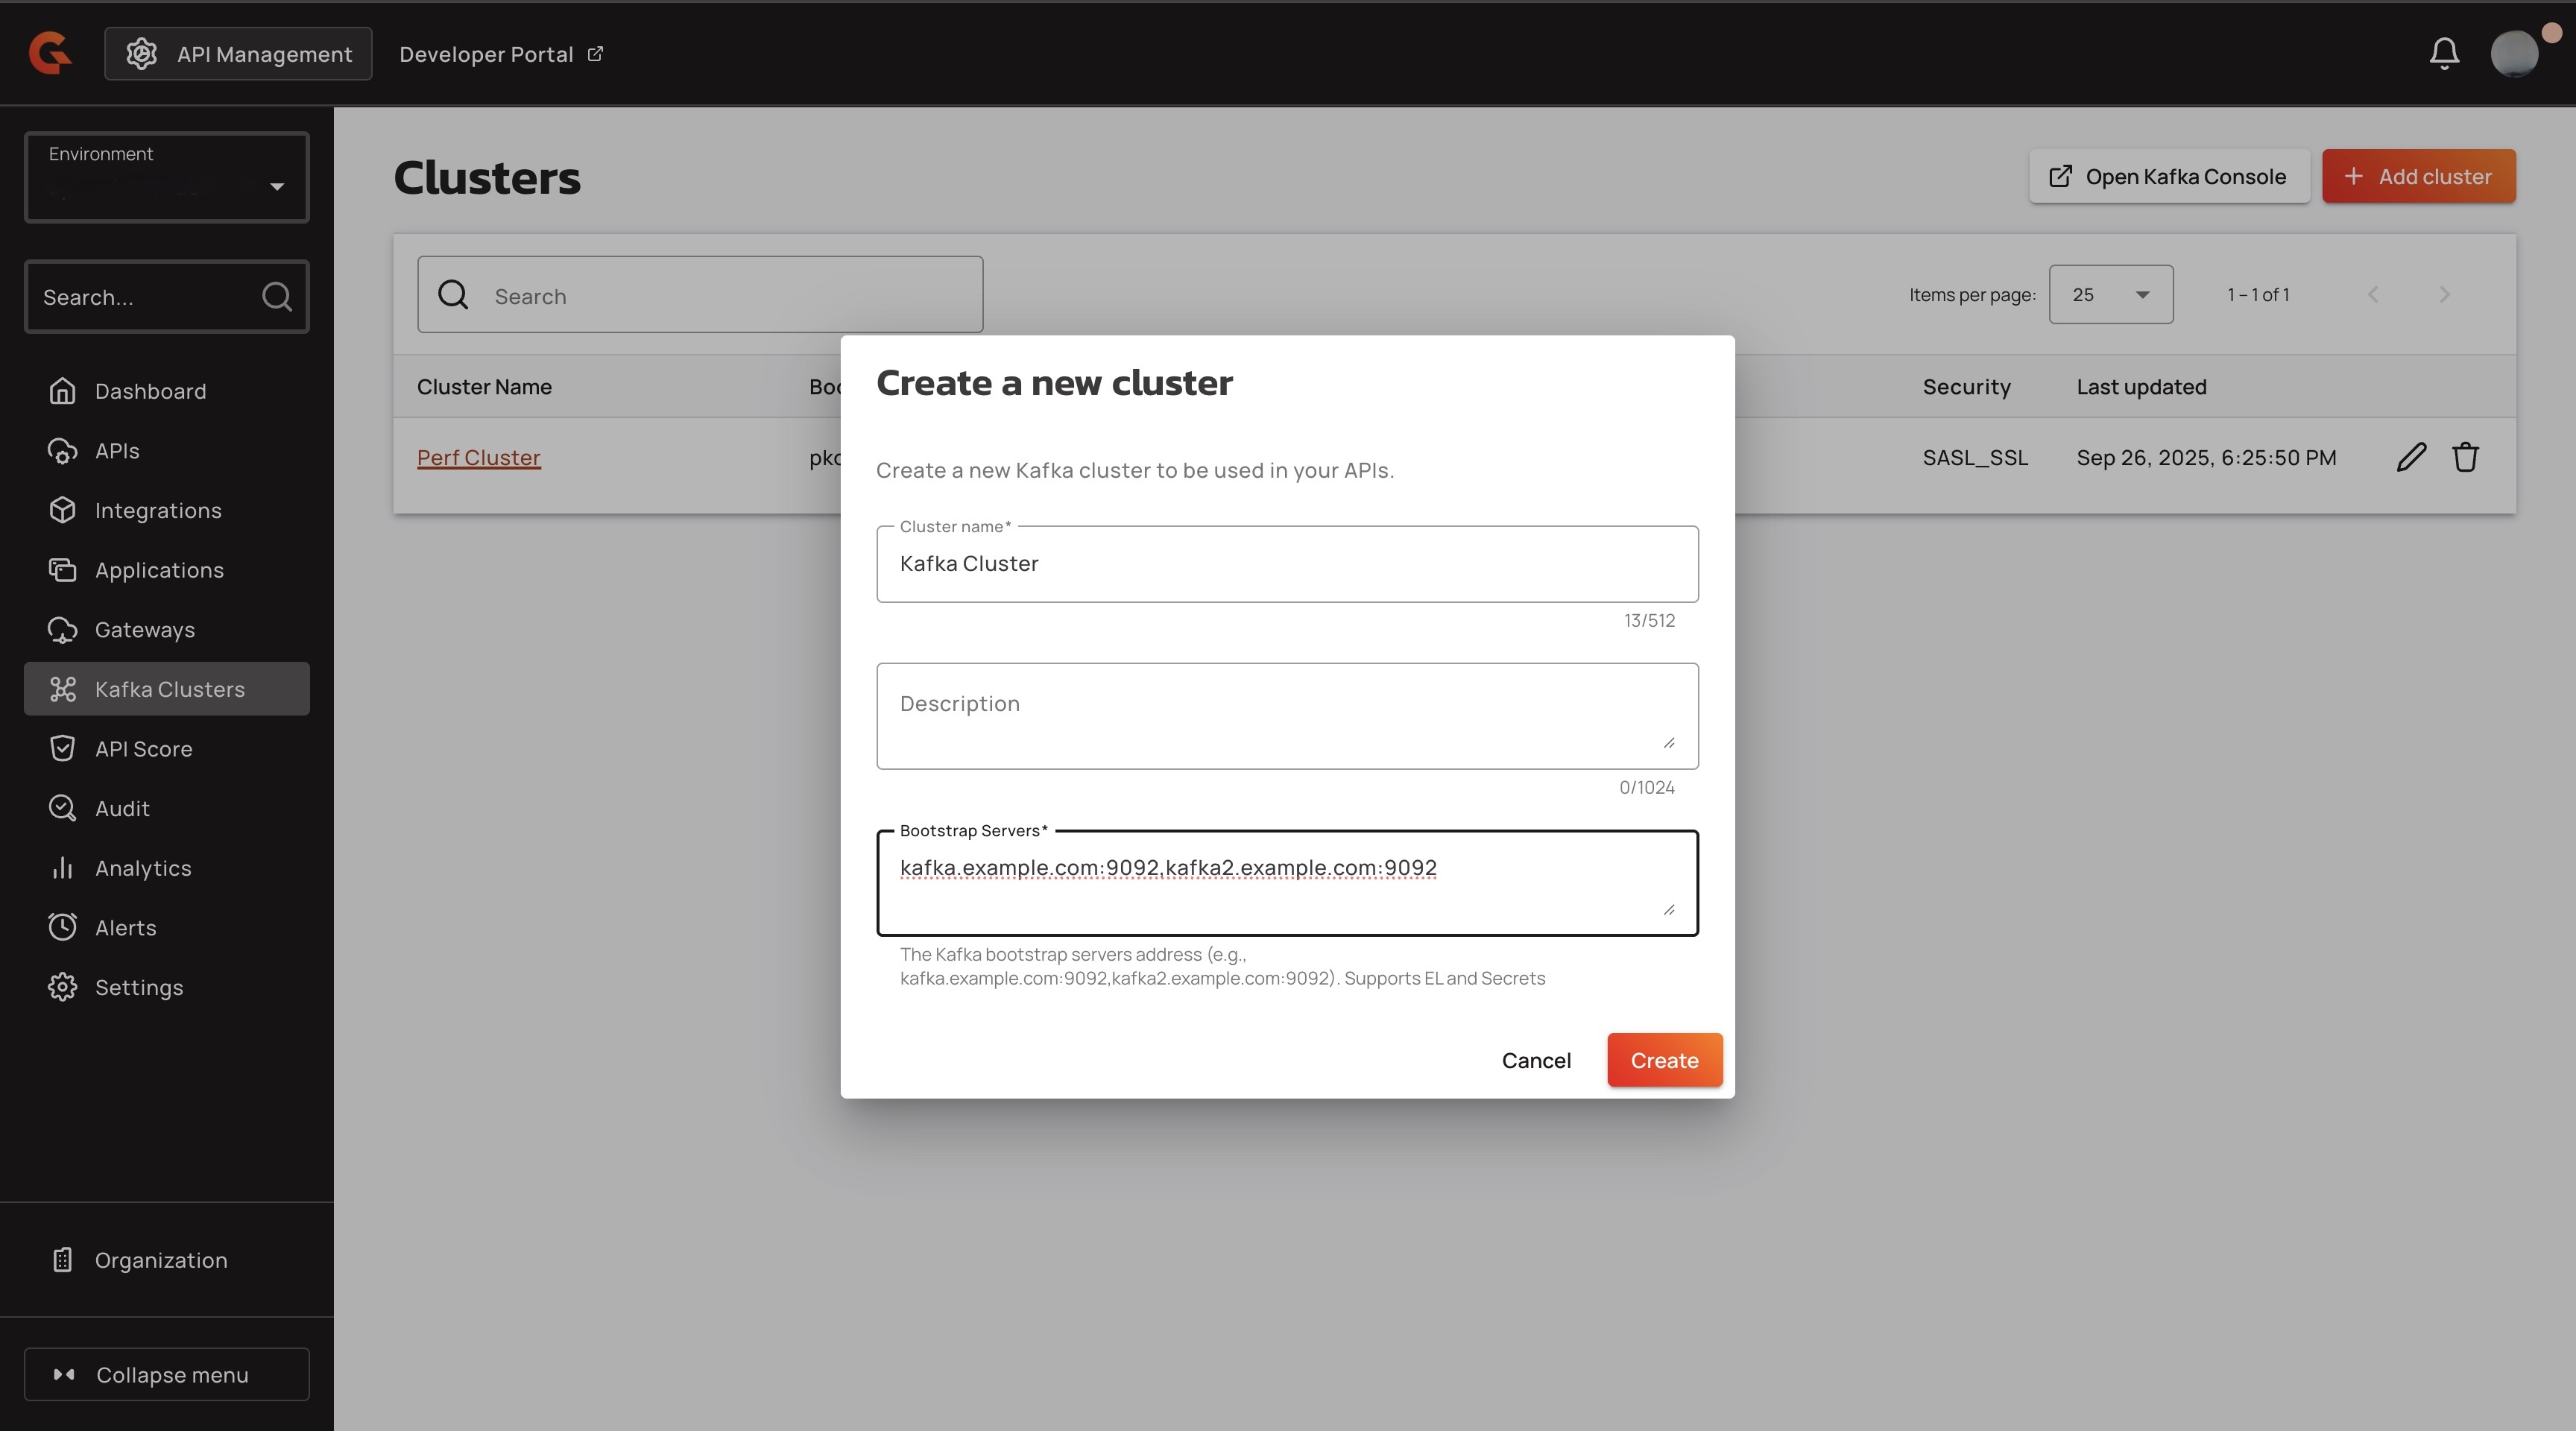 API Management
Developer Portal
Environment
Search...
Dashboard
APIs
Integrations
Applications
Gateways
Kafka Clusters
API Score
Audit
Analytics
Alerts
Settings
Organization
Collapse menu
Clusters
Open Kafka Console
Add cluster
Search
Items per page: 25 1 – 1 of 1
Cluster Name Boo Security Last updated
Perf Cluster pkc SASL_SSL Sep 26, 2025, 6:25:50 PM
Create a new cluster
Create a new Kafka cluster to be used in your APIs.
Cluster name*
Kafka Cluster
13/512
Description
0/1024
Bootstrap Servers*
kafka.example.com:9092,kafka2.example.com:9092
The Kafka bootstrap servers address (e.g.,
kafka.example.com:9092,kafka2.example.com:9092). Supports EL and Secrets
Cancel
Create